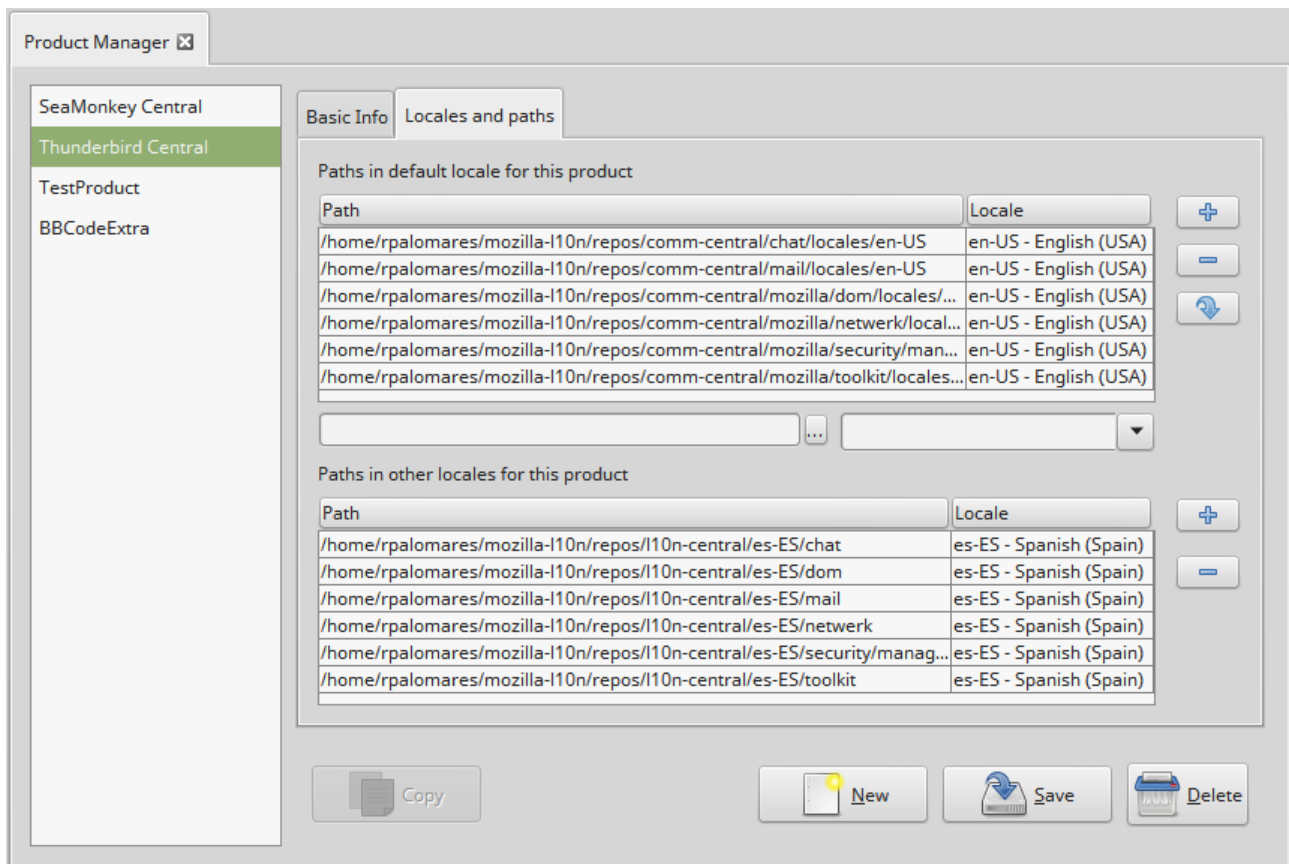 Product Manager
SeaMonkey Central
Thunderbird Central
TestProduct
BBCodeExtra
Basic Info
Locales and paths
Paths in default locale for this product
Path Locale
/home/rpalomares/mozilla-l10n/repos/comm-central/chat/locales/en-US en-US - English (USA)
/home/rpalomares/mozilla-l10n/repos/comm-central/mail/locales/en-US en-US - English (USA)
/home/rpalomares/mozilla-l10n/repos/comm-central/mozilla/dom/locales/... en-US - English (USA)
/home/rpalomares/mozilla-l10n/repos/comm-central/mozilla/netwerk/local... en-US - English (USA)
/home/rpalomares/mozilla-l10n/repos/comm-central/mozilla/security/man... en-US - English (USA)
/home/rpalomares/mozilla-l10n/repos/comm-central/mozilla/toolkit/locales... en-US - English (USA)
...
Paths in other locales for this product
Path Locale
/home/rpalomares/mozilla-l10n/repos/l10n-central/es-ES/chat es-ES - Spanish (Spain)
/home/rpalomares/mozilla-l10n/repos/l10n-central/es-ES/dom es-ES - Spanish (Spain)
/home/rpalomares/mozilla-l10n/repos/l10n-central/es-ES/mail es-ES - Spanish (Spain)
/home/rpalomares/mozilla-l10n/repos/l10n-central/es-ES/netwerk es-ES - Spanish (Spain)
/home/rpalomares/mozilla-l10n/repos/l10n-central/es-ES/security/manag... es-ES - Spanish (Spain)
/home/rpalomares/mozilla-l10n/repos/l10n-central/es-ES/toolkit es-ES - Spanish (Spain)
Copy New Save Delete